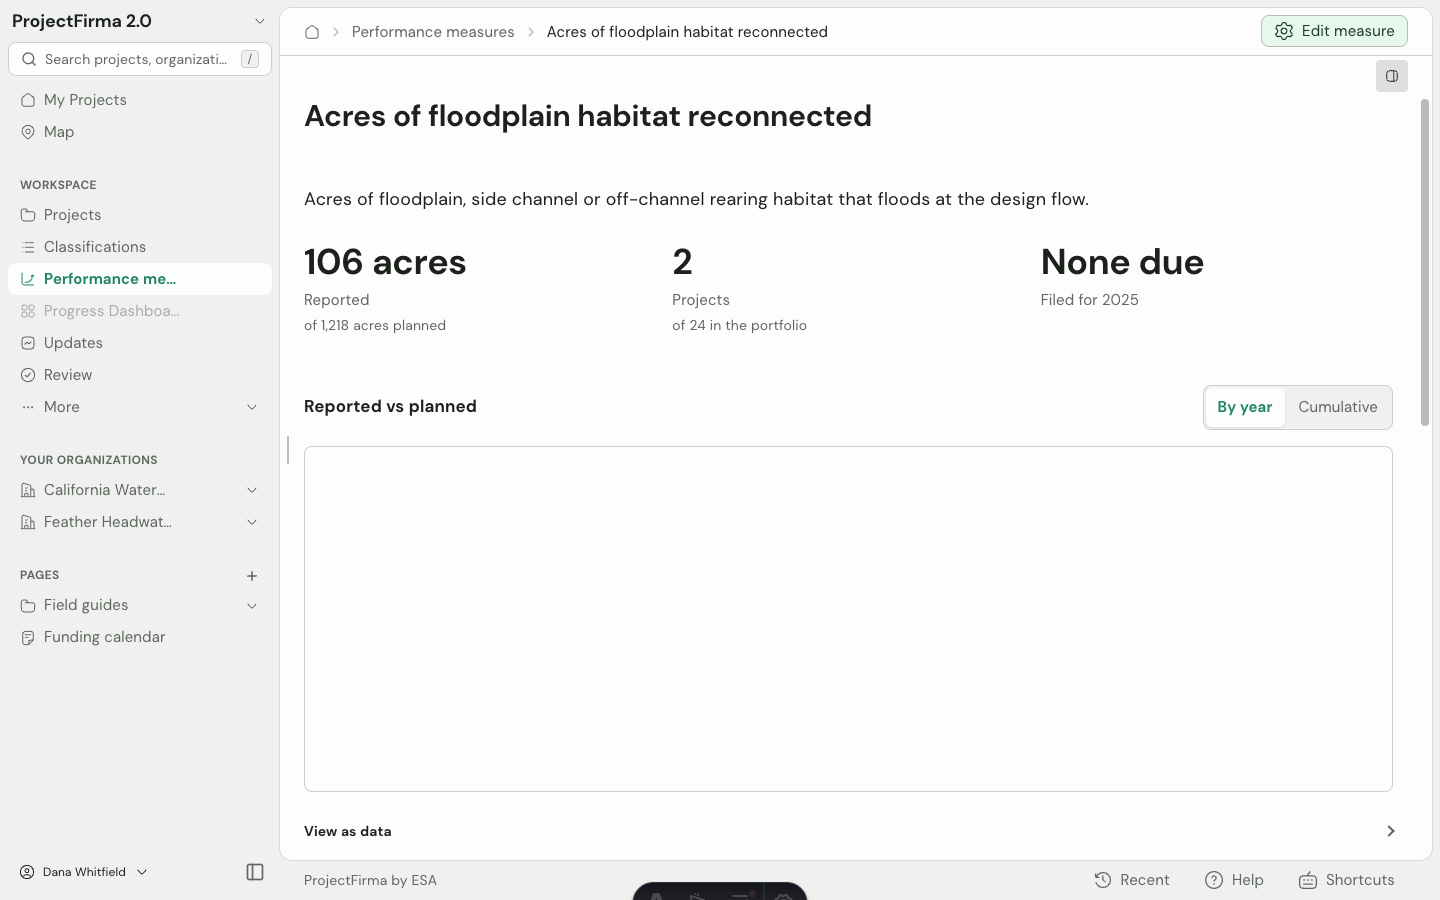 ProjectFirma 2.0
Search projects, organizati... /
My Projects
Map
WORKSPACE
Projects
Classifications
Performance me...
Progress Dashboa...
Updates
Review
More
YOUR ORGANIZATIONS
California Water...
Feather Headwat...
PAGES
Field guides
Funding calendar
Dana Whitfield
Performance measures
Acres of floodplain habitat reconnected
Edit measure
Acres of floodplain habitat reconnected
Acres of floodplain, side channel or off-channel rearing habitat that floods at the design flow.
106 acres
Reported
of 1,218 acres planned
2
Projects
of 24 in the portfolio
None due
Filed for 2025
Reported vs planned
By year
Cumulative
View as data
ProjectFirma by ESA
Recent
Help
Shortcuts